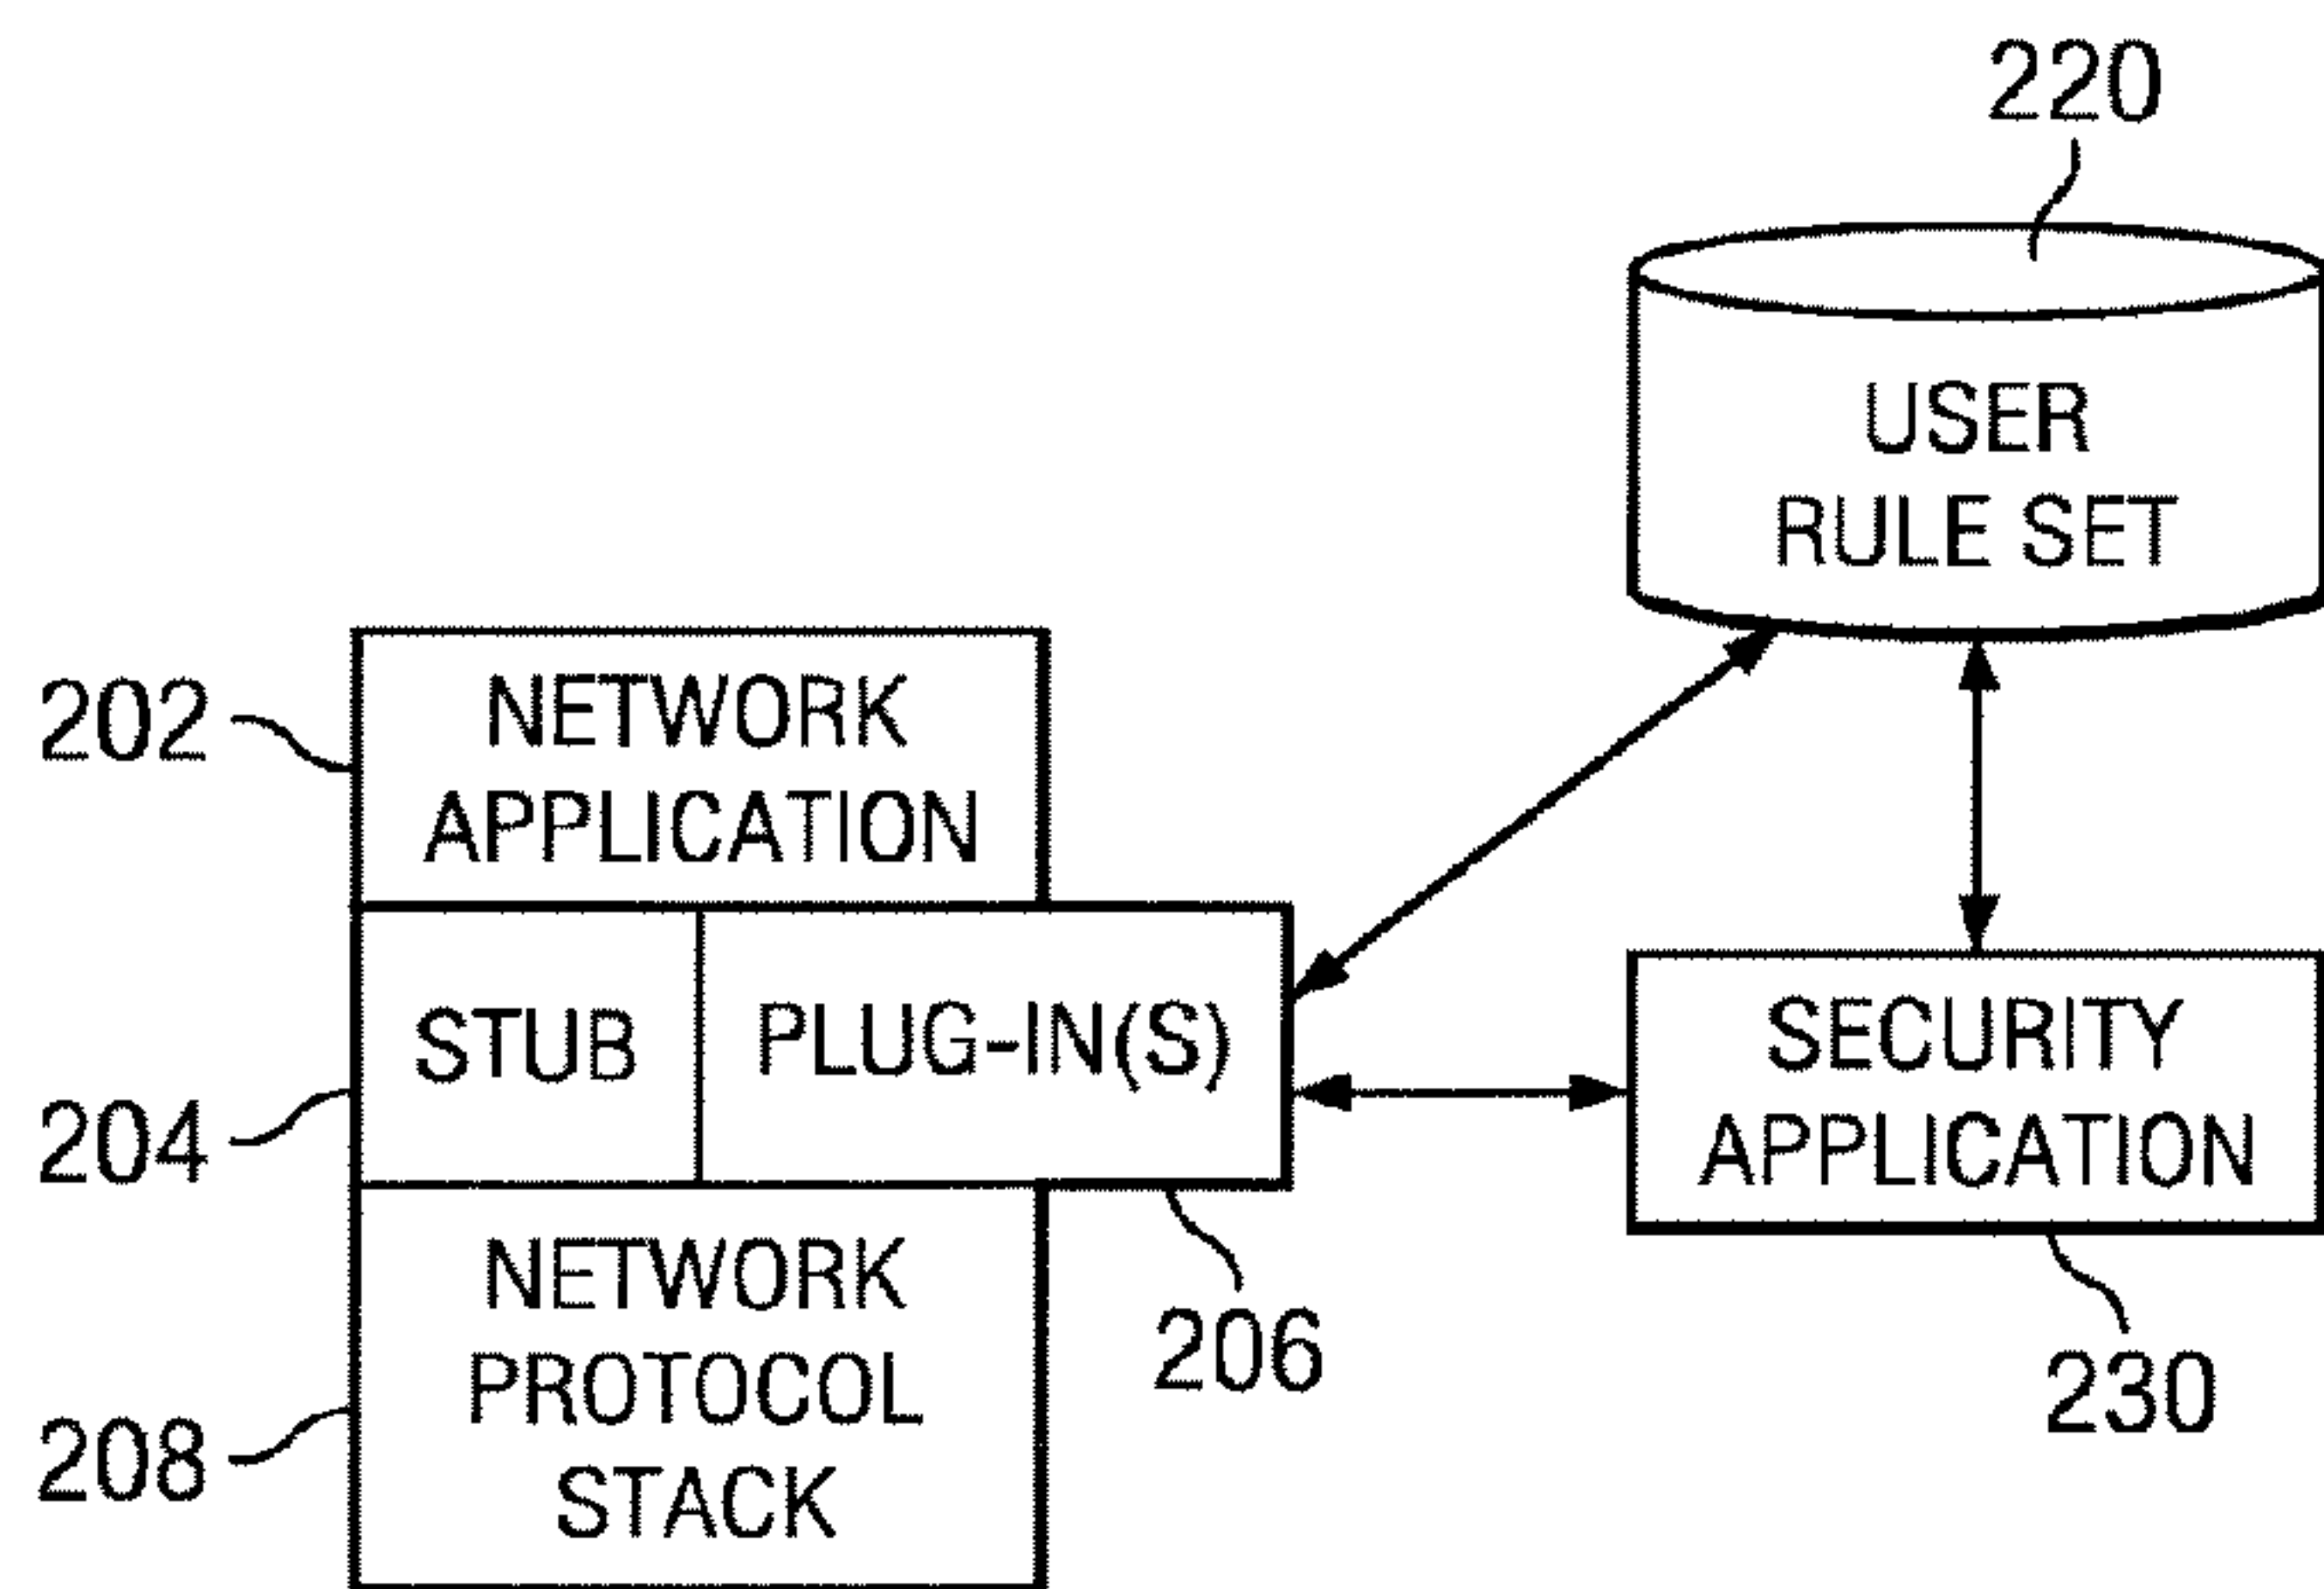 220
USER
RULE SET
202
NETWORK
APPLICATION
204
STUB
PLUG-IN(S)
SECURITY
APPLICATION
206
230
208
NETWORK
PROTOCOL
STACK